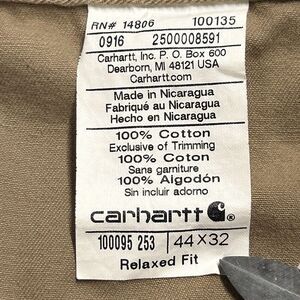 RN# 14806 100135
0916 2500008591
Carhartt, Inc. P. O. Box 600
Dearborn, MI 48121 USA
Carhartt.com
Made in Nicaragua
Fabriqué au Nicaragua
Hecho en Nicaragua
100% Cotton
Exclusive of Trimming
100% Coton
Sans garniture
100% Algodón
Sin incluir adorno
carhartt ®
100095 253 44X32
Relaxed Fit